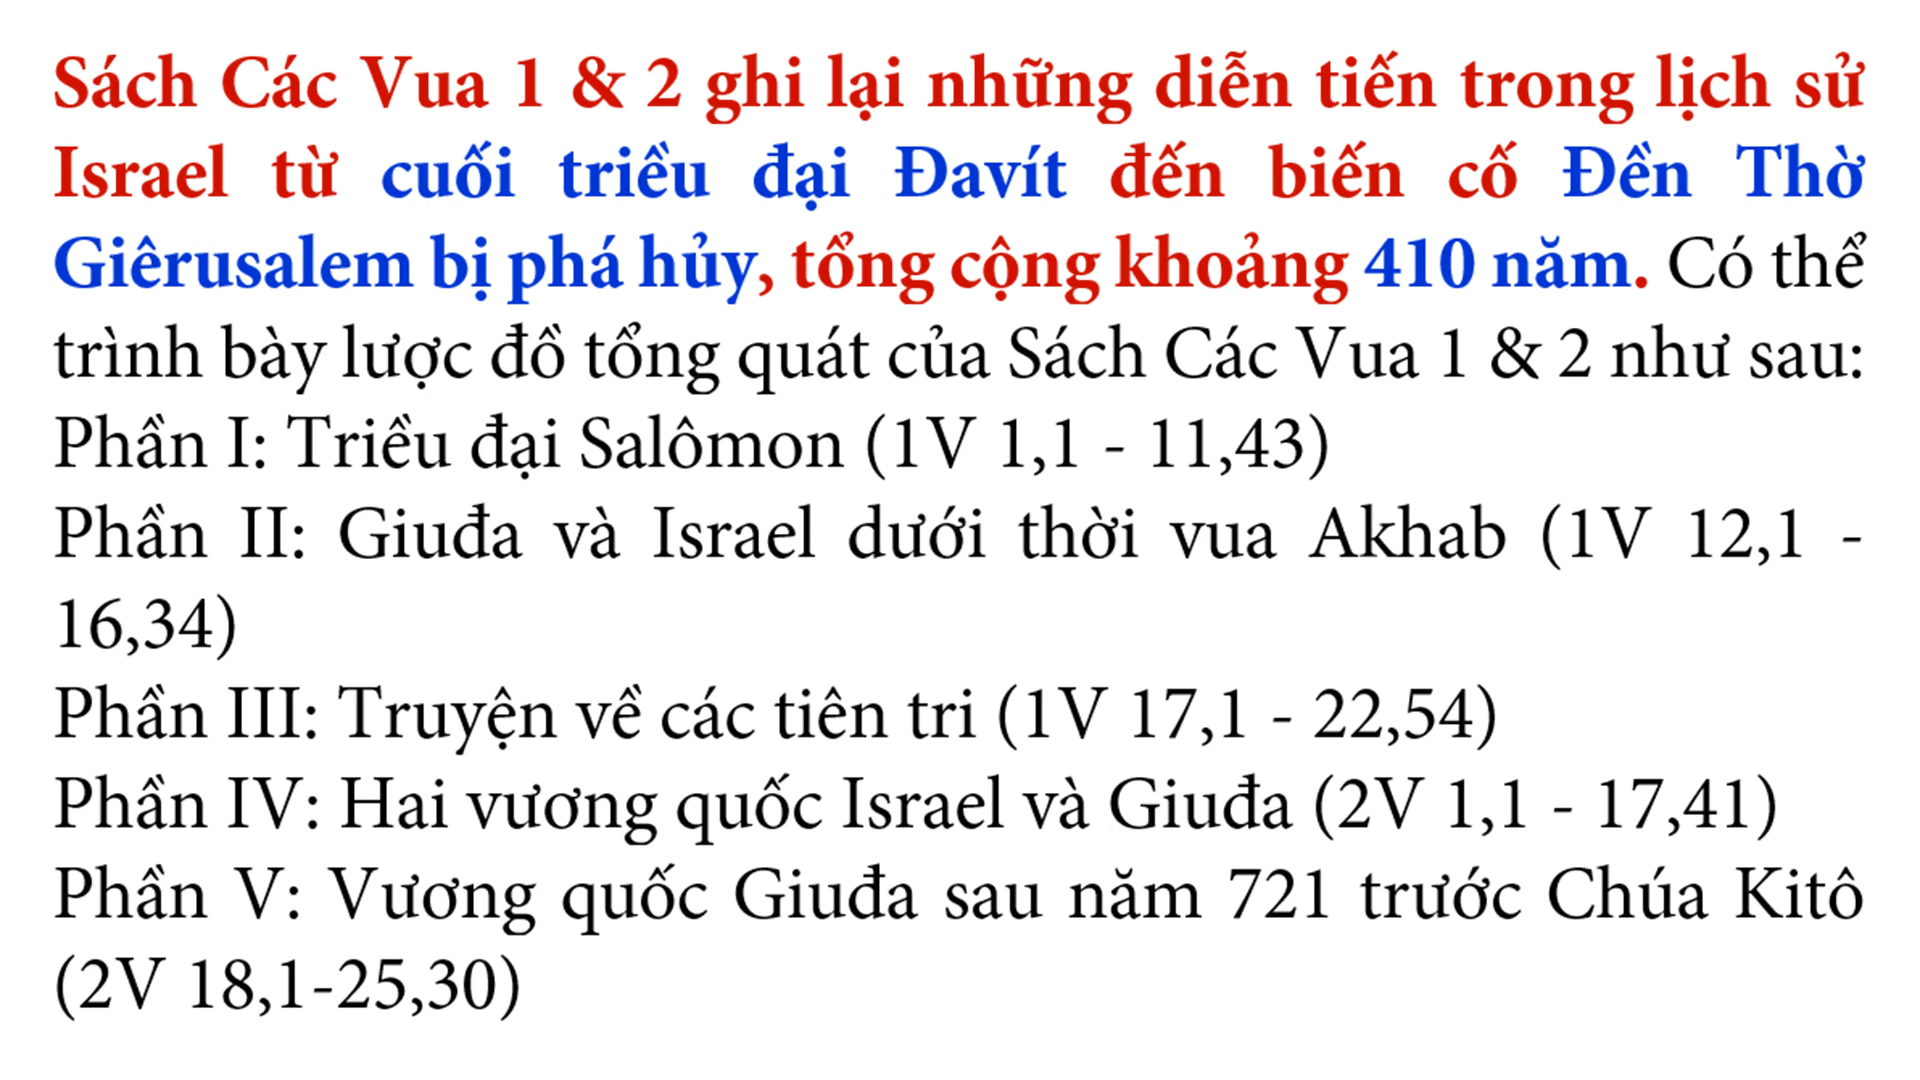 Sách Các Vua 1 & 2 ghi lại những diễn tiến trong lịch sử
Israel từ cuối triều đại Đavít đến biến cố Đền Thờ
Giêrusalem bị phá hủy, tổng cộng khoảng 410 năm. Có thể
trình bày lược đồ tổng quát của Sách Các Vua 1 & 2 như sau:
Phần I: Triều đại Salômon (1V 1,1 - 11,43)
Phần II: Giuđa và Israel dưới thời vua Akhab (1V 12,1 -
16,34)
Phần III: Truyện về các tiên tri (1V 17,1 - 22,54)
Phần IV: Hai vương quốc Israel và Giuđa (2V 1,1 - 17,41)
Phần V: Vương quốc Giuđa sau năm 721 trước Chúa Kitô
(2V 18,1-25,30)